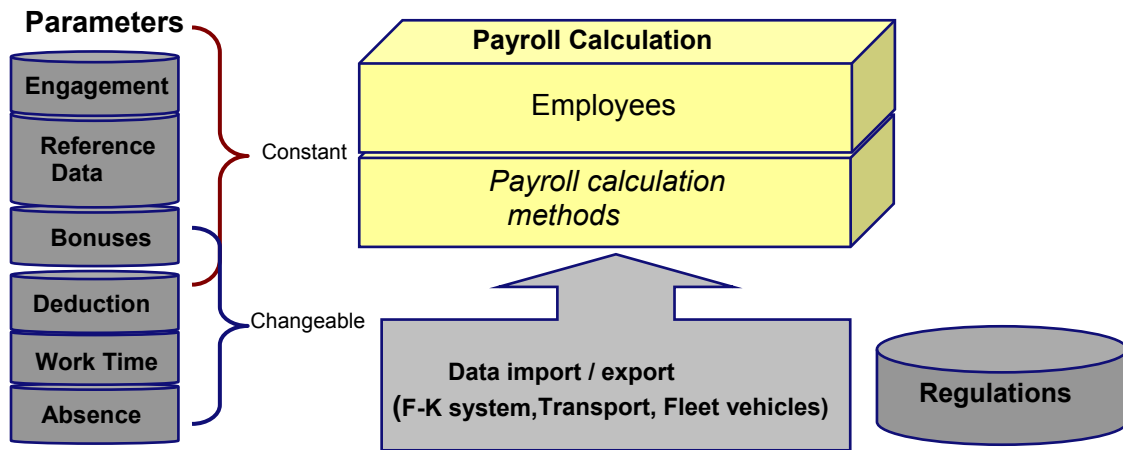 Parameters
Engagement
Reference
Data
Bonuses
Deduction
Work Time
Absence
Constant
Changeable
Payroll Calculation
Employees
Payroll calculation
methods
Data import / export
(F-K system,Transport, Fleet vehicles)
Regulations